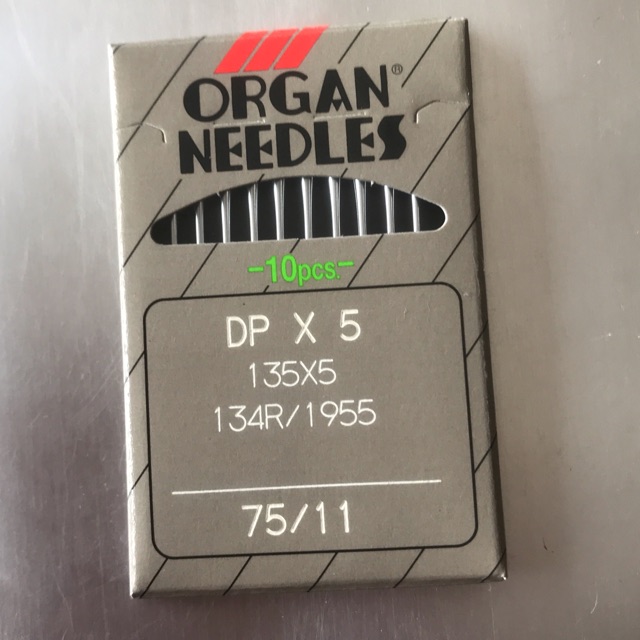 ORGAN®
NEEDLES
-10pcs.-
DP X 5
135X5
134R/1955
75/11